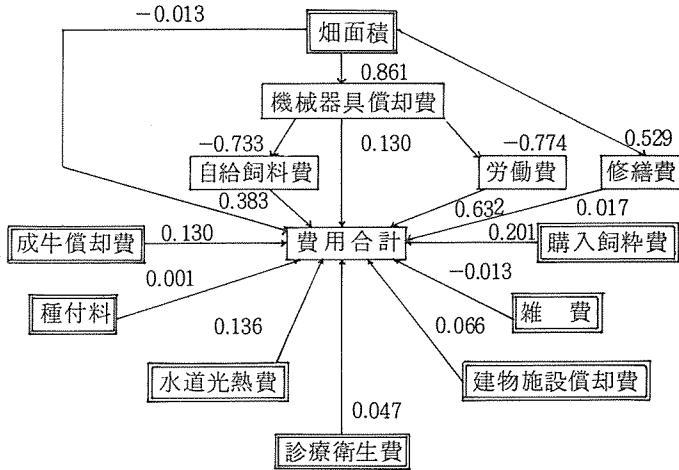 -0.013
畑面積
0.861
機械器具償却費
-0.733
0.130
-0.774
0.529
自給飼料費
労働費
修繕費
0.383
0.632
0.017
成牛償却費
0.130
費用合計
0.201
購入飼料費
0.001
-0.013
種付料
0.136
0.066
雑 費
水道光熱費
建物施設償却費
0.047
診療衛生費